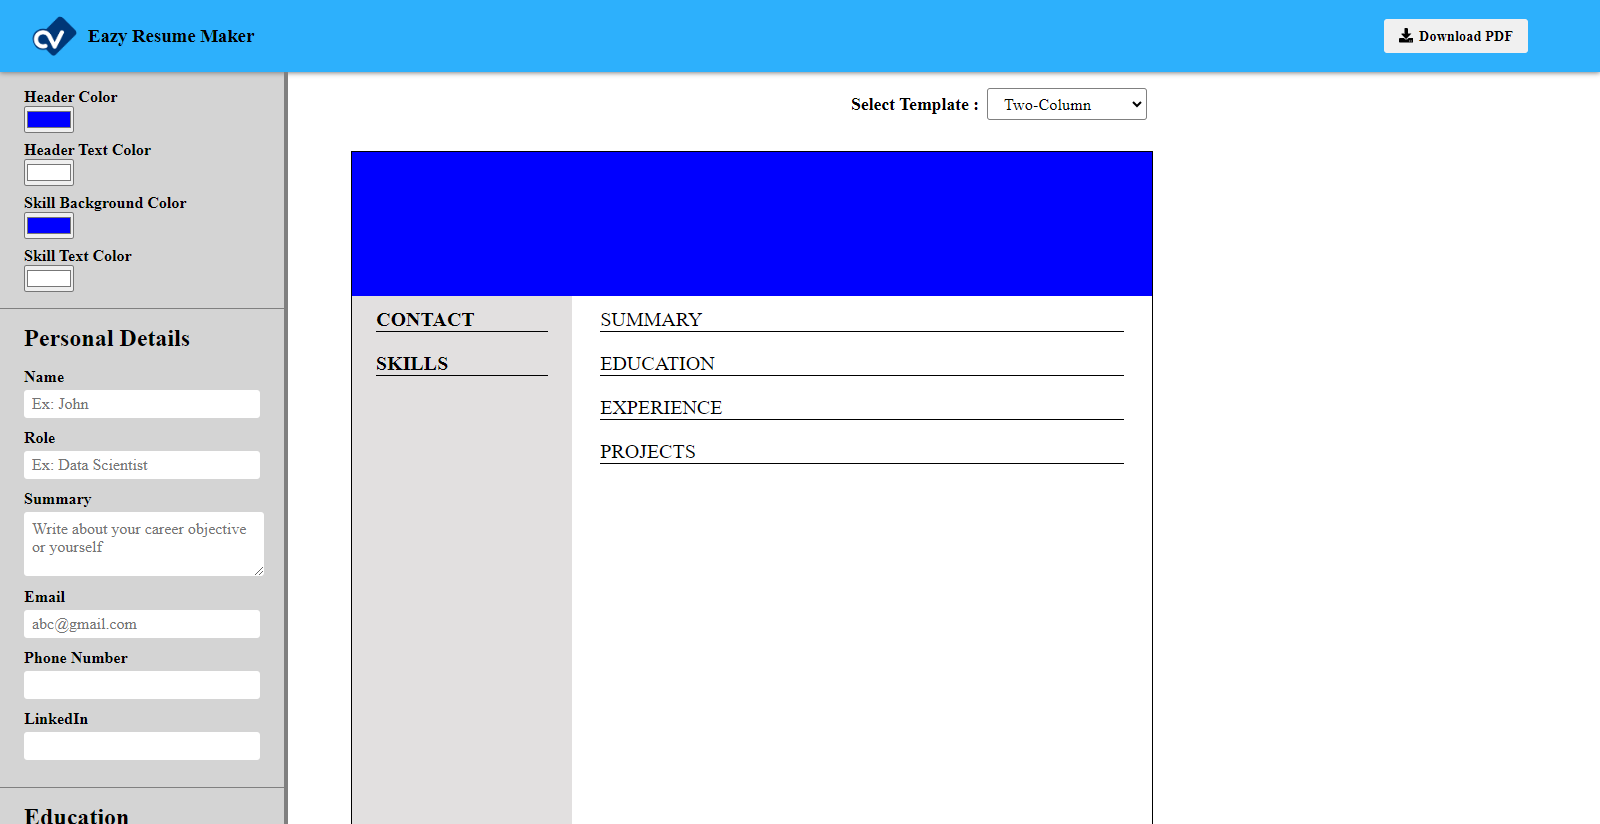 CV Eazy Resume Maker
Download PDF
Header Color
Header Text Color
Skill Background Color
Skill Text Color
Personal Details
Name
Ex: John
Role
Ex: Data Scientist
Summary
Write about your career objective
or yourself
Email
abc@gmail.com
Phone Number
LinkedIn
Education
Select Template :
Two-Column
CONTACT
SKILLS
SUMMARY
EDUCATION
EXPERIENCE
PROJECTS